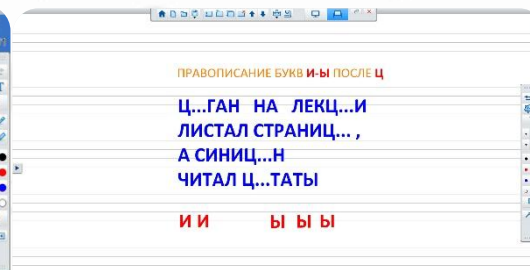 ПРАВОПИСАНИЕ БУКВ И-Ы ПОСЛЕ Ц
Ц...ГАН НА ЛЕКЦ...И
ЛИСТАЛ СТРАНИЦ... ,
А СИНИЦ...Н
ЧИТАЛ Ц...ТАТЫ
И И Ы Ы Ы